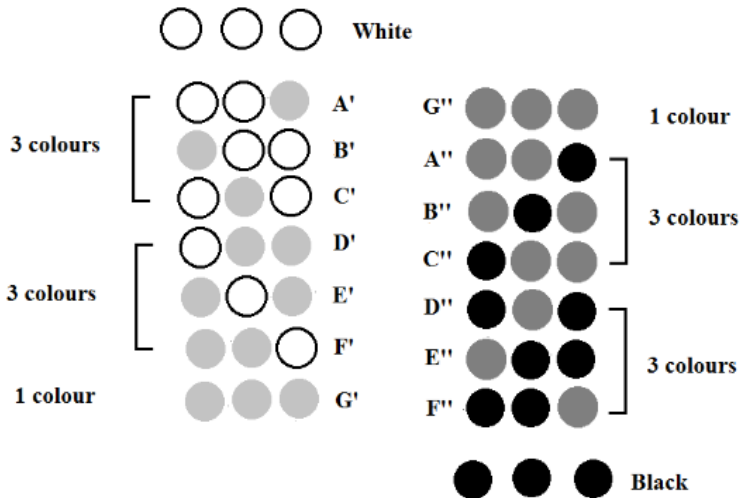 White
3 colours
A'
B'
C'
3 colours
D'
E'
F'
1 colour
G'
G" 1 colour
A"
B" 3 colours
C"
D"
E" 3 colours
F"
Black